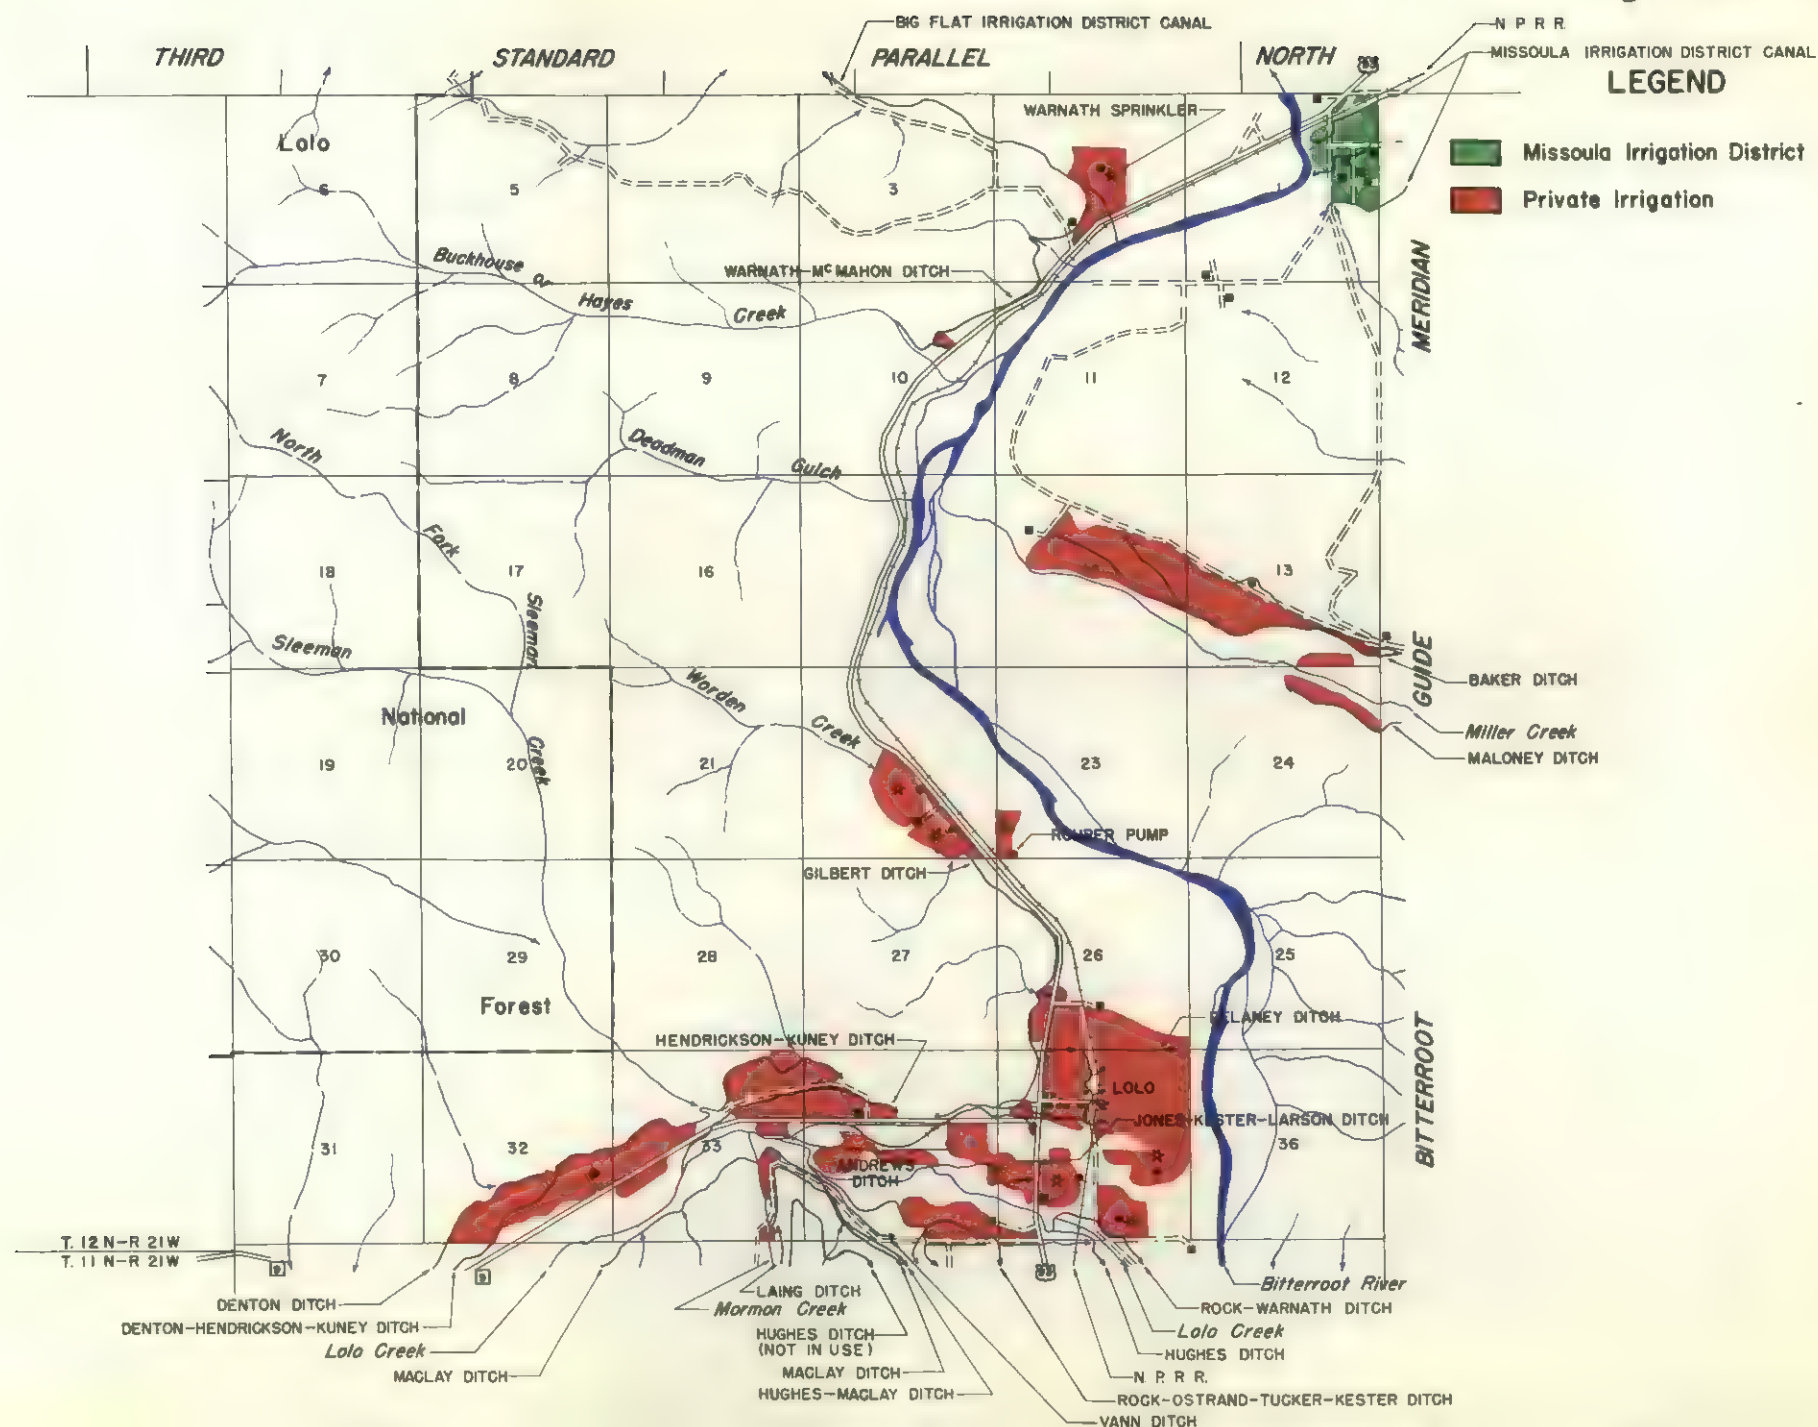 BIG FLAT IRRIGATION DISTRICT CANAL
N P R R.
MISSOULA IRRIGATION DISTRICT CANAL
THIRD STANDARD PARALLEL NORTH
LEGEND
Missoula Irrigation District
Private Irrigation
WARNATH SPRINKLER
Lolo
6
5
3
1
Buckhouse or Hayes Creek
WARNATH-McMAHON DITCH
MERIDIAN
7
8
9
10
11
12
North Fork Sleeman Creek
Deadman Gulch
18
17
16
13
Sleeman
GUIDE
BAKER DITCH
Worden Creek
National
Miller Creek
MALONEY DITCH
19
20
21
23
24
PUMP
GILBERT DITCH
30
29
28
27
26
25
Forest
DELANEY DITCH
HENDRICKSON-KUNEY DITCH
BITTERROOT
LOLO
JONES-KESTER-LARSON DITCH
31
32
33
36
ANDREWS
DITCH
T. 12 N-R 21W
T. 11 N-R 21W
9
9
93
93
DENTON DITCH
DENTON-HENDRICKSON-KUNEY DITCH
Lolo Creek
MACLAY DITCH
LAING DITCH
Mormon Creek
HUGHES DITCH
(NOT IN USE)
MACLAY DITCH
HUGHES-MACLAY DITCH
Bitterroot River
ROCK-WARNATH DITCH
Lolo Creek
HUGHES DITCH
N P. R R.
ROCK-OSTRAND-TUCKER-KESTER DITCH
VANN DITCH